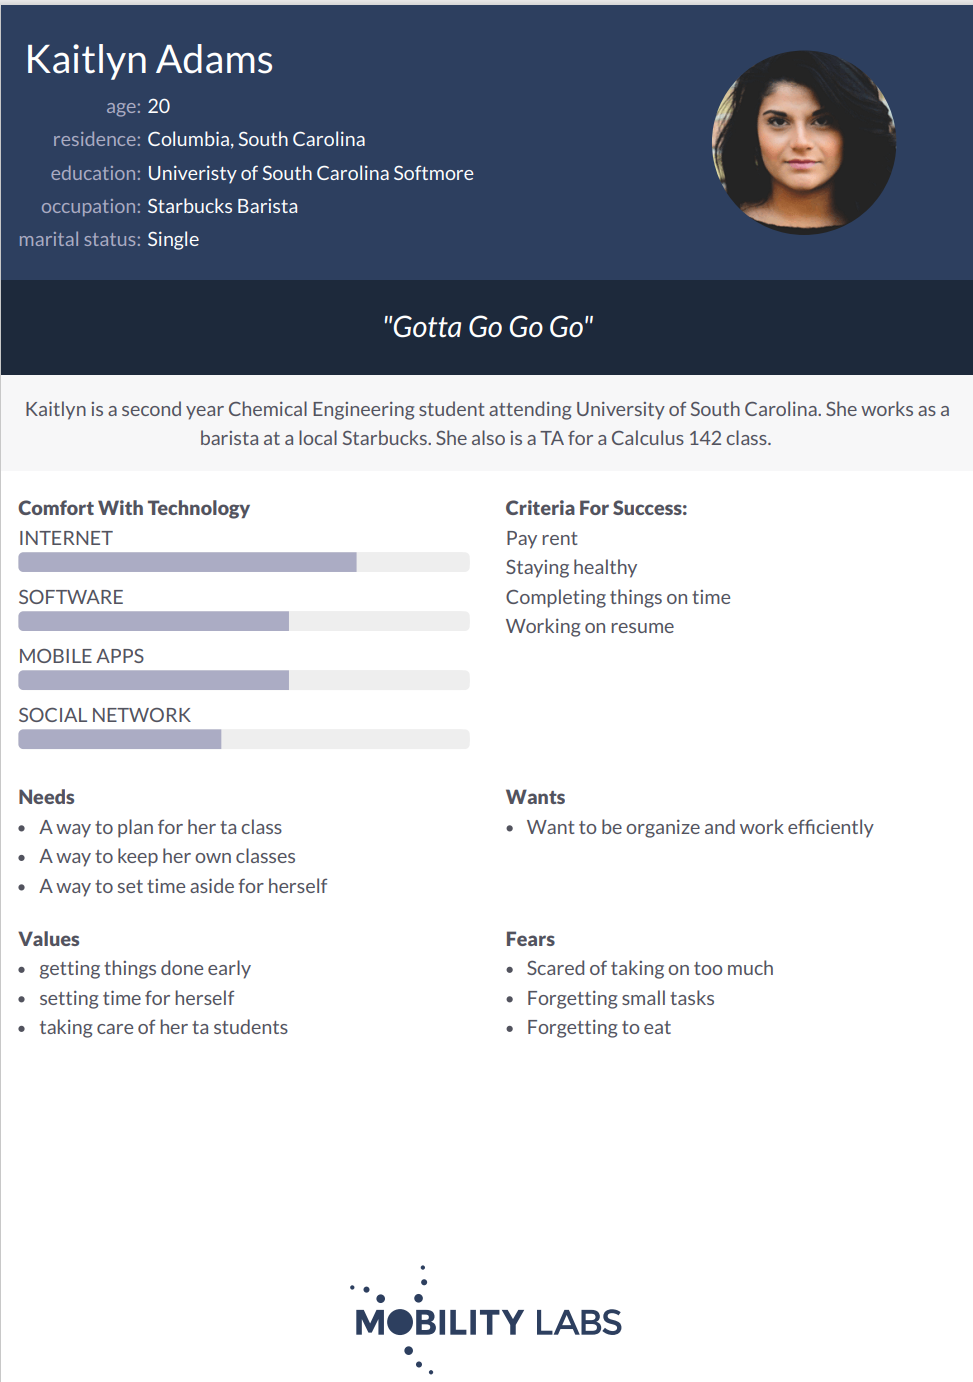 Kaitlyn Adams
age: 20
residence: Columbia, South Carolina
education: Univeristy of South Carolina Softmore
occupation: Starbucks Barista
marital status: Single
"Gotta Go Go Go"
Kaitlyn is a second year Chemical Engineering student attending University of South Carolina. She works as a
barista at a local Starbucks. She also is a TA for a Calculus 142 class.
Comfort With Technology
INTERNET
SOFTWARE
MOBILE APPS
SOCIAL NETWORK
Criteria For Success:
Pay rent
Staying healthy
Completing things on time
Working on resume
Needs
• A way to plan for her ta class
• A way to keep her own classes
• A way to set time aside for herself
Wants
• Want to be organize and work efficiently
Values
• getting things done early
• setting time for herself
• taking care of her ta students
Fears
• Scared of taking on too much
• Forgetting small tasks
• Forgetting to eat
MOBILITY LABS